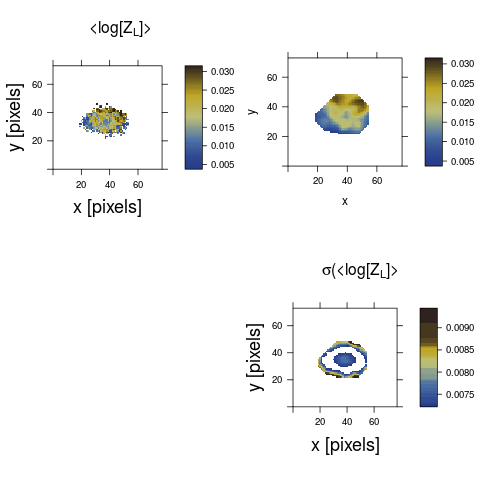 <log[Z_L]>
60
40
20
20 40 60
x [pixels]
y [pixels]
0.030
0.025
0.020
0.015
0.010
0.005
60
40
20
20 40 60
x
y
0.030
0.025
0.020
0.015
0.010
0.005
σ(<log[Z_L]>
60
40
20
20 40 60
x [pixels]
y [pixels]
0.0090
0.0085
0.0080
0.0075